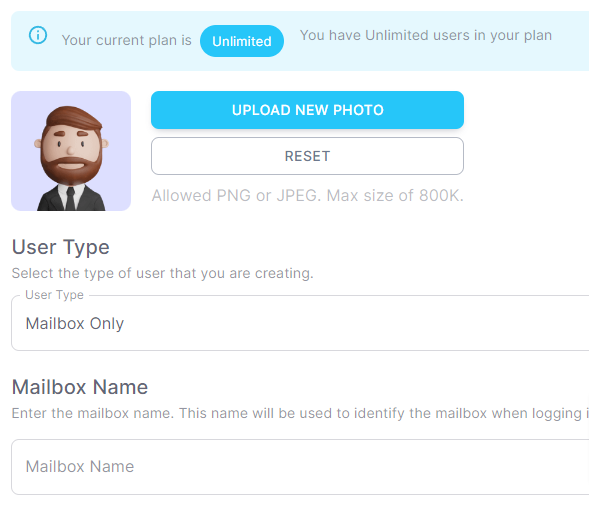 Your current plan is Unlimited You have Unlimited users in your plan
UPLOAD NEW PHOTO
RESET
Allowed PNG or JPEG. Max size of 800K.
User Type
Select the type of user that you are creating.
User Type
Mailbox Only
Mailbox Name
Enter the mailbox name. This name will be used to identify the mailbox when logging i
Mailbox Name